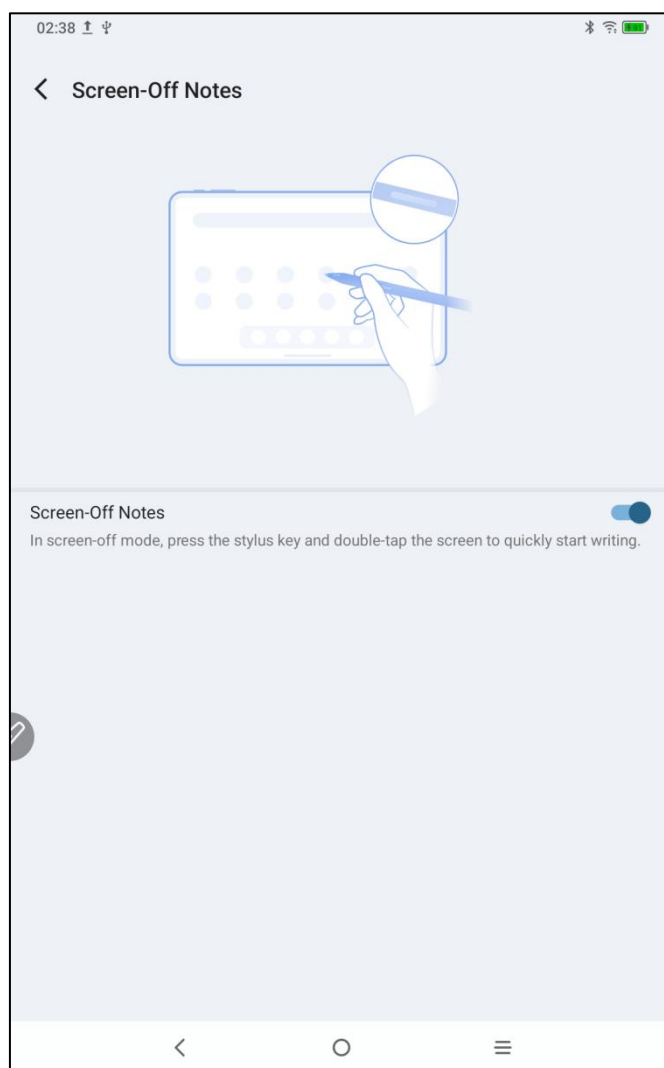 02:38
Screen-Off Notes
Screen-Off Notes
In screen-off mode, press the stylus key and double-tap the screen to quickly start writing.